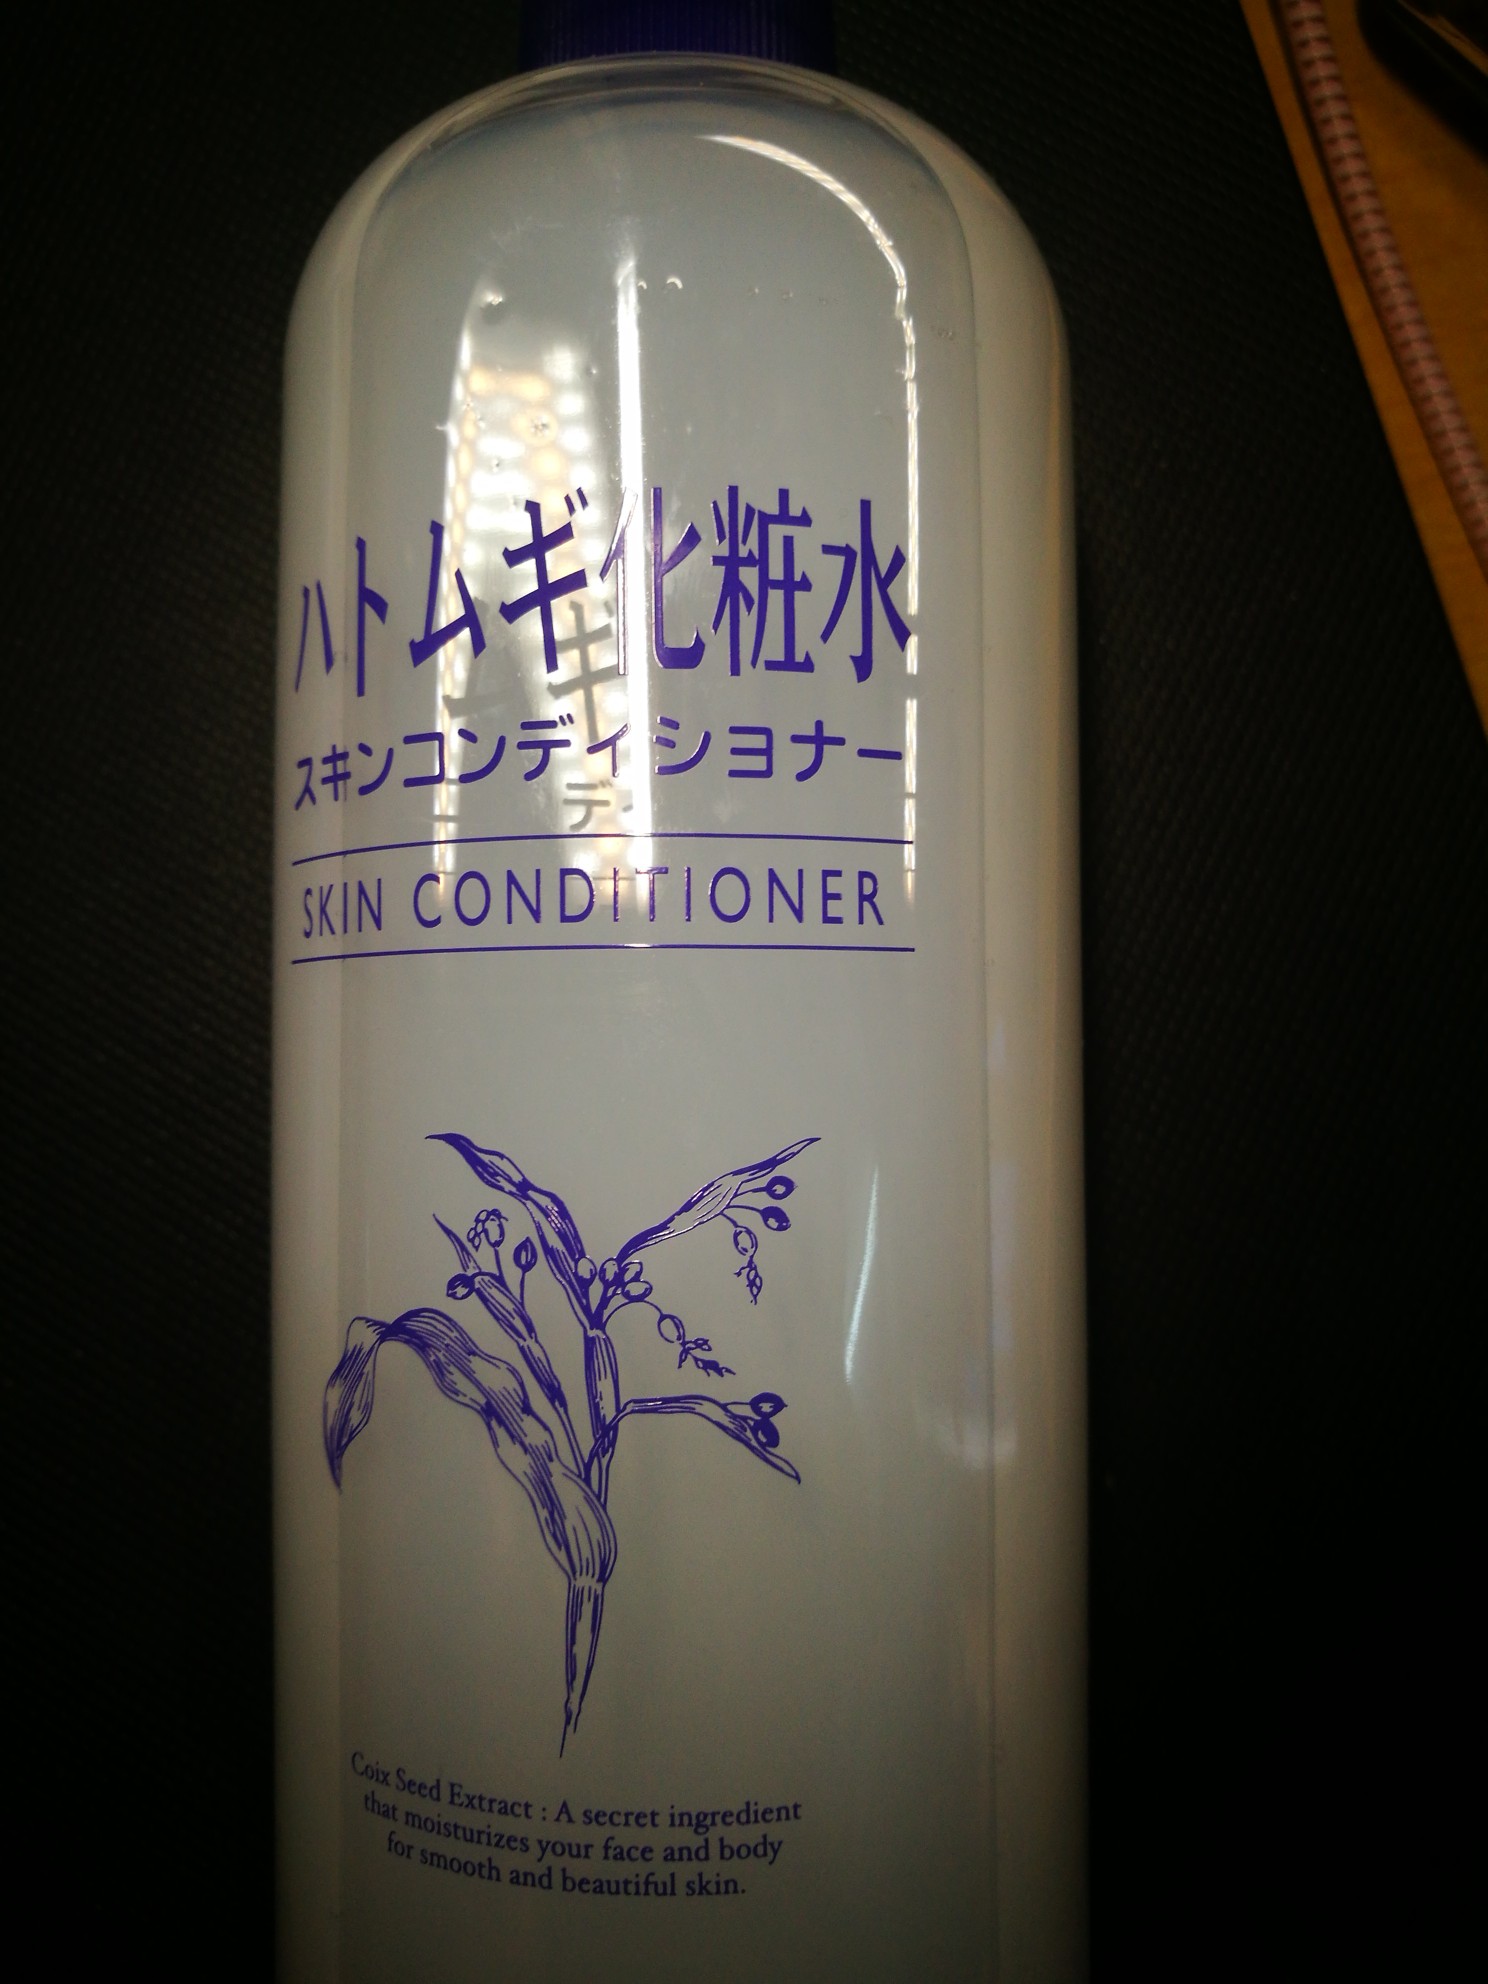 ハトムギ化粧水
スキンコンディショナー
SKIN CONDITIONER
Coix Seed Extract : A secret ingredient
that moisturizes your face and body
for smooth and beautiful skin.